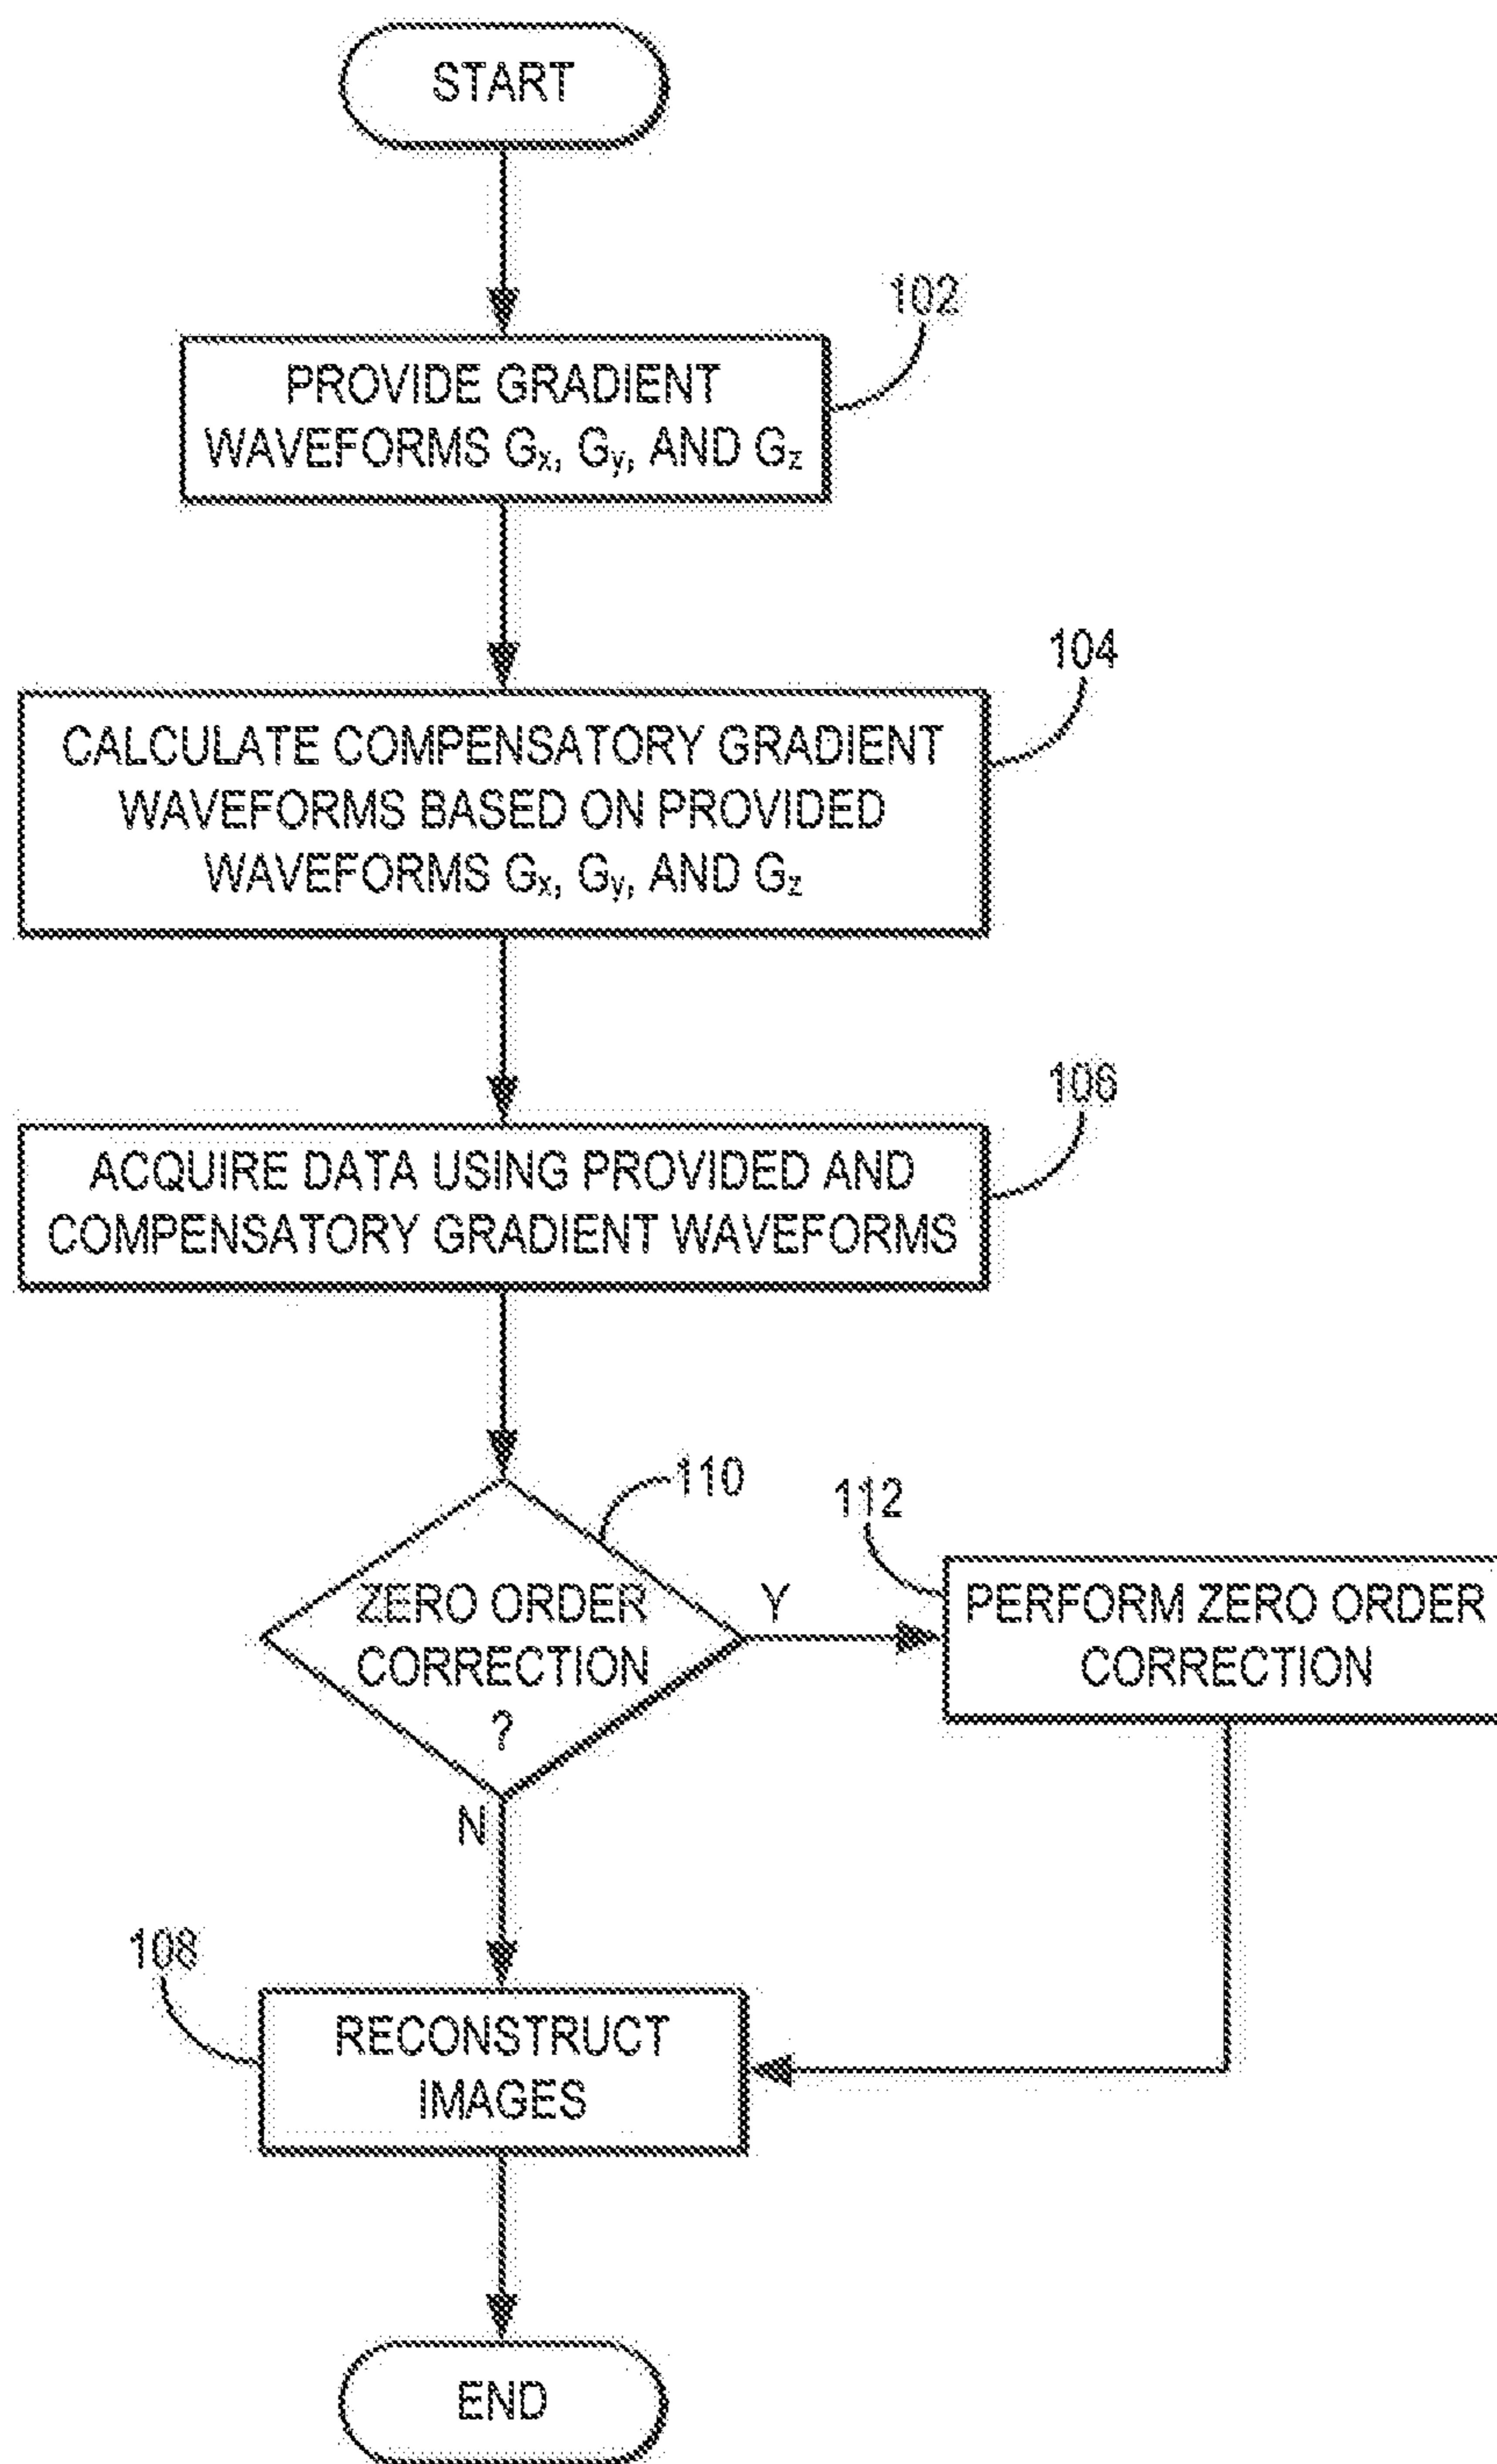 START
102
PROVIDE GRADIENT
WAVEFORMS Gx, Gy, AND Gz
104
CALCULATE COMPENSATORY GRADIENT
WAVEFORMS BASED ON PROVIDED
WAVEFORMS Gx, Gy, AND Gz
106
ACQUIRE DATA USING PROVIDED AND
COMPENSATORY GRADIENT WAVEFORMS
110
ZERO ORDER
CORRECTION
?
Y
112
PERFORM ZERO ORDER
CORRECTION
N
108
RECONSTRUCT
IMAGES
END